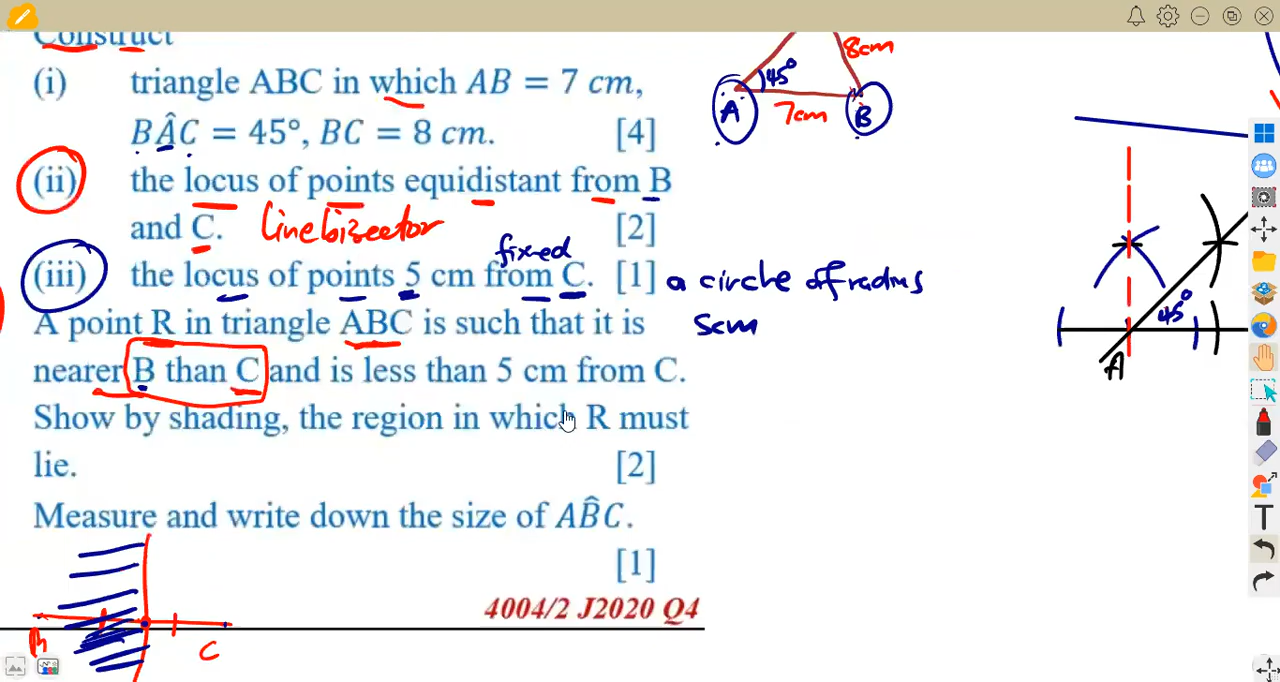 Construct
(i) triangle ABC in which AB = 7 cm,
BÂC = 45°, BC = 8 cm. [4]
(ii) the locus of points equidistant from B
and C. Line bizector [2]
fixed
(iii) the locus of points 5 cm from C. [1] a circle of radius
5cm
A point R in triangle ABC is such that it is
nearer B than C and is less than 5 cm from C.
Show by shading, the region in which R must
lie. [2]
Measure and write down the size of AB̂C.
[1]
4004/2 J2020 Q4
B
C
8cm
45°
A
7cm
B
45°
A
T